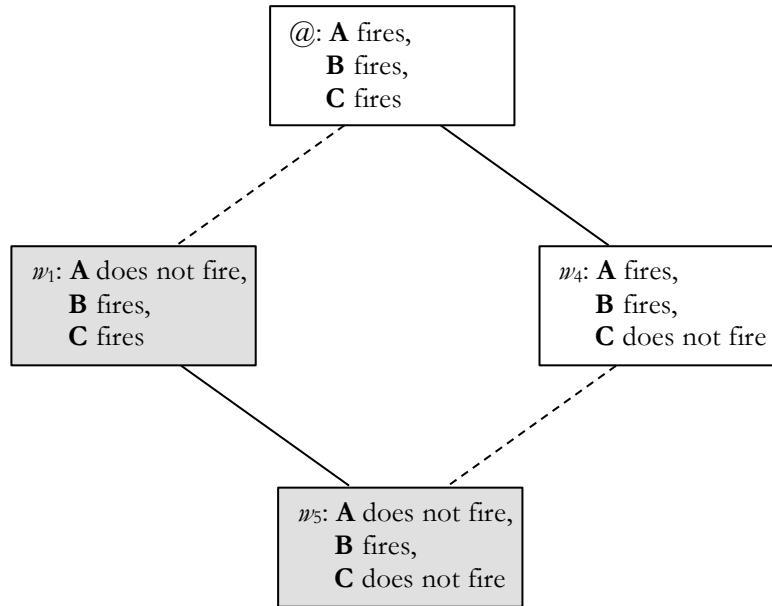 @: A fires,
B fires,
C fires
w₁: A does not fire,
B fires,
C fires
w₄: A fires,
B fires,
C does not fire
w₅: A does not fire,
B fires,
C does not fire